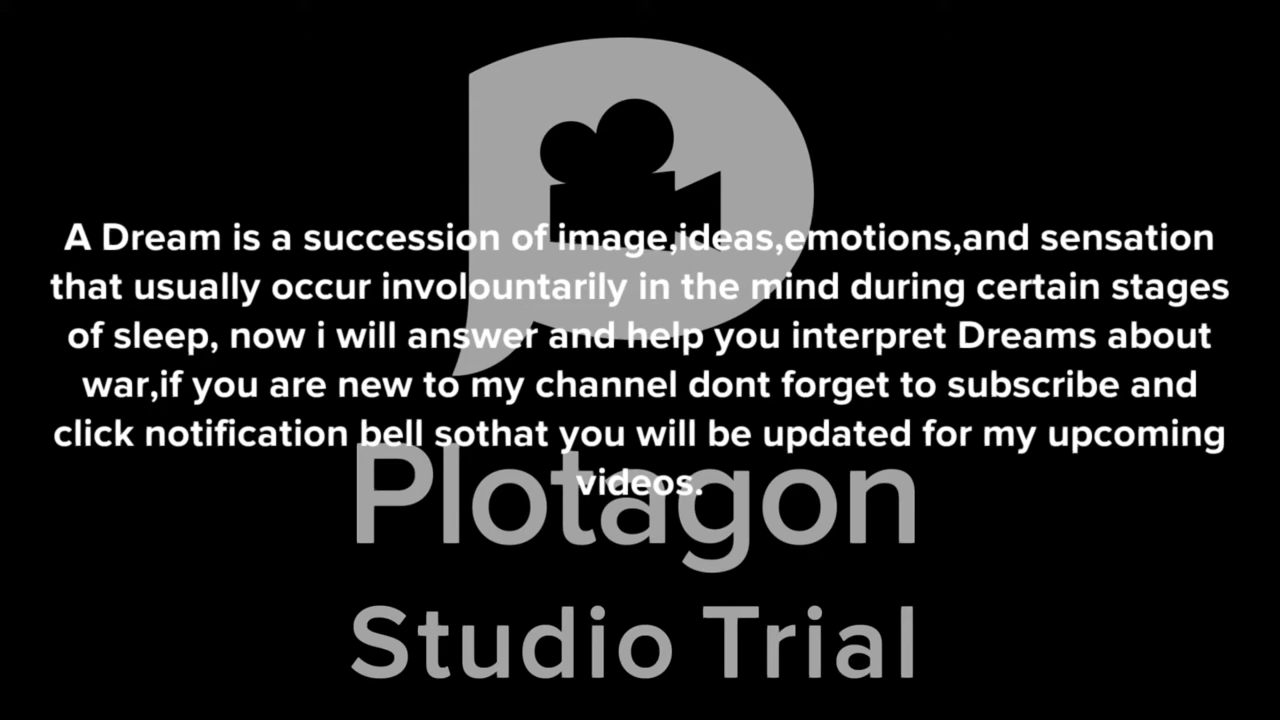 A Dream is a succession of image,ideas,emotions,and sensation
that usually occur involountarily in the mind during certain stages
of sleep, now i will answer and help you interpret Dreams about
war,if you are new to my channel dont forget to subscribe and
click notification bell sothat you will be updated for my upcoming
videos.
Plotagon
Studio Trial